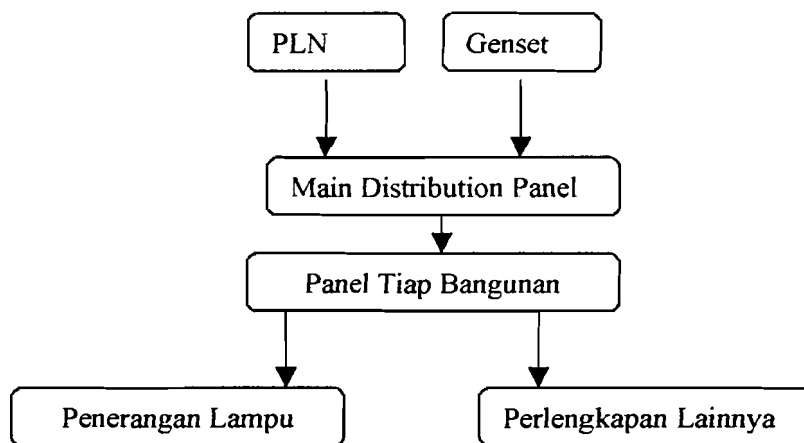 PLN
Genset
Main Distribution Panel
Panel Tiap Bangunan
Penerangan Lampu
Perlengkapan Lainnya